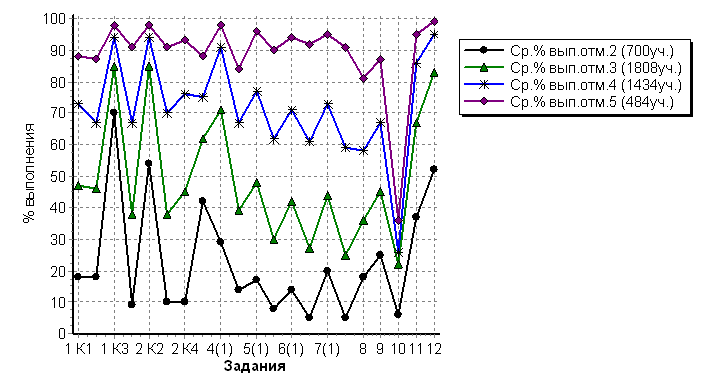 % выполнения
100
90
80
70
60
50
40
30
20
10
0
1 К1 1 К3 2 К2 2 К4 4(1) 5(1) 6(1) 7(1) 8 9 10 11 12
Задания
Ср.% вып.отм.2 (700уч.)
Ср.% вып.отм.3 (1808уч.)
Ср.% вып.отм.4 (1434уч.)
Ср.% вып.отм.5 (484уч.)